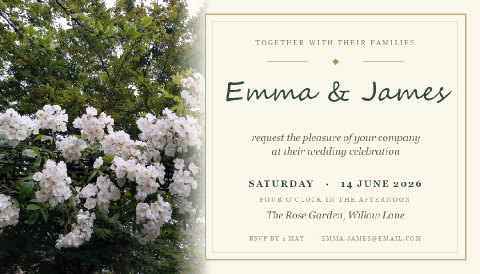 TOGETHER WITH THEIR FAMILIES
Emma & James
request the pleasure of your company
at their wedding celebration
SATURDAY · 14 JUNE 2026
FOUR O'CLOCK IN THE AFTERNOON
The Rose Garden, Willow Lane
RSVP BY 1 MAY · EMMA.JAMES@EMAIL.COM